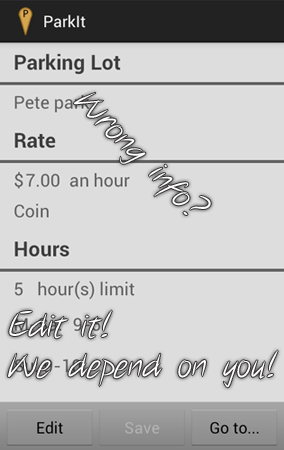 ParkIt
Parking Lot
Pete
Wrong info?
Rate
$7.00 an hour
Coin
Hours
5 hour(s) limit
Edit it!
We depend on you!
Edit Save Go to...